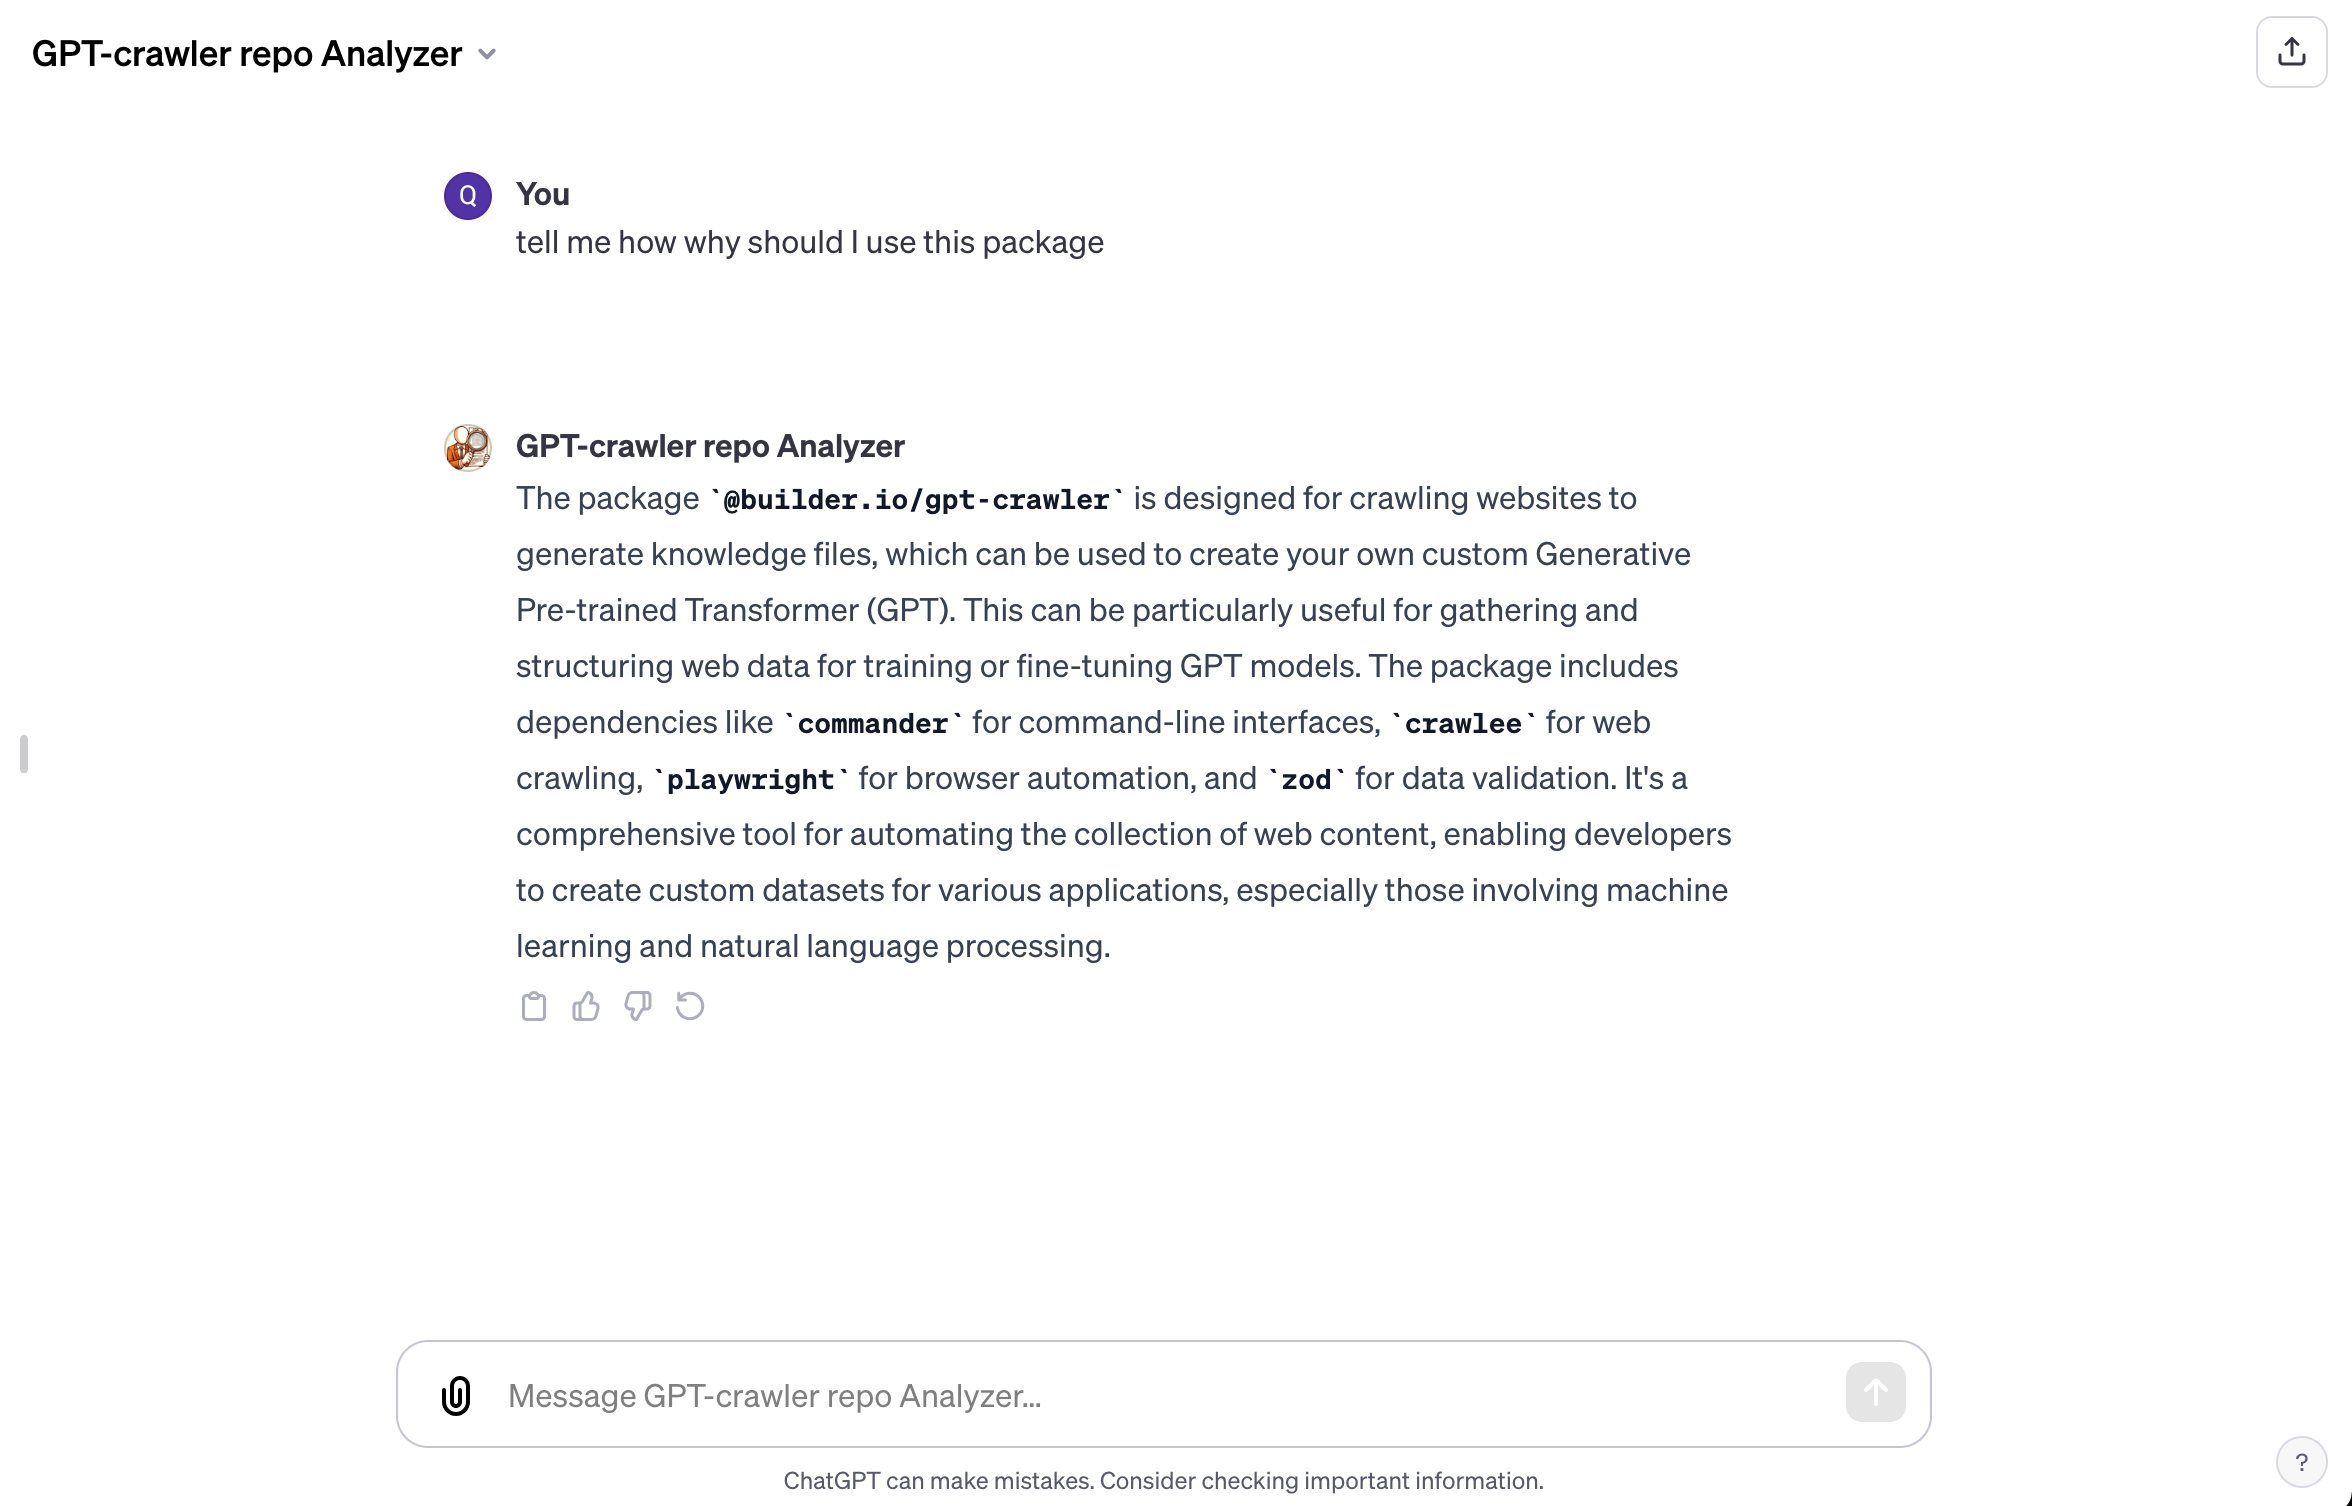 GPT-crawler repo Analyzer
Q
You
tell me how why should I use this package
GPT-crawler repo Analyzer
The package `@builder.io/gpt-crawler` is designed for crawling websites to
generate knowledge files, which can be used to create your own custom Generative
Pre-trained Transformer (GPT). This can be particularly useful for gathering and
structuring web data for training or fine-tuning GPT models. The package includes
dependencies like `commander` for command-line interfaces, `crawlee` for web
crawling, `playwright` for browser automation, and `zod` for data validation. It's a
comprehensive tool for automating the collection of web content, enabling developers
to create custom datasets for various applications, especially those involving machine
learning and natural language processing.
Message GPT-crawler repo Analyzer...
ChatGPT can make mistakes. Consider checking important information.
?